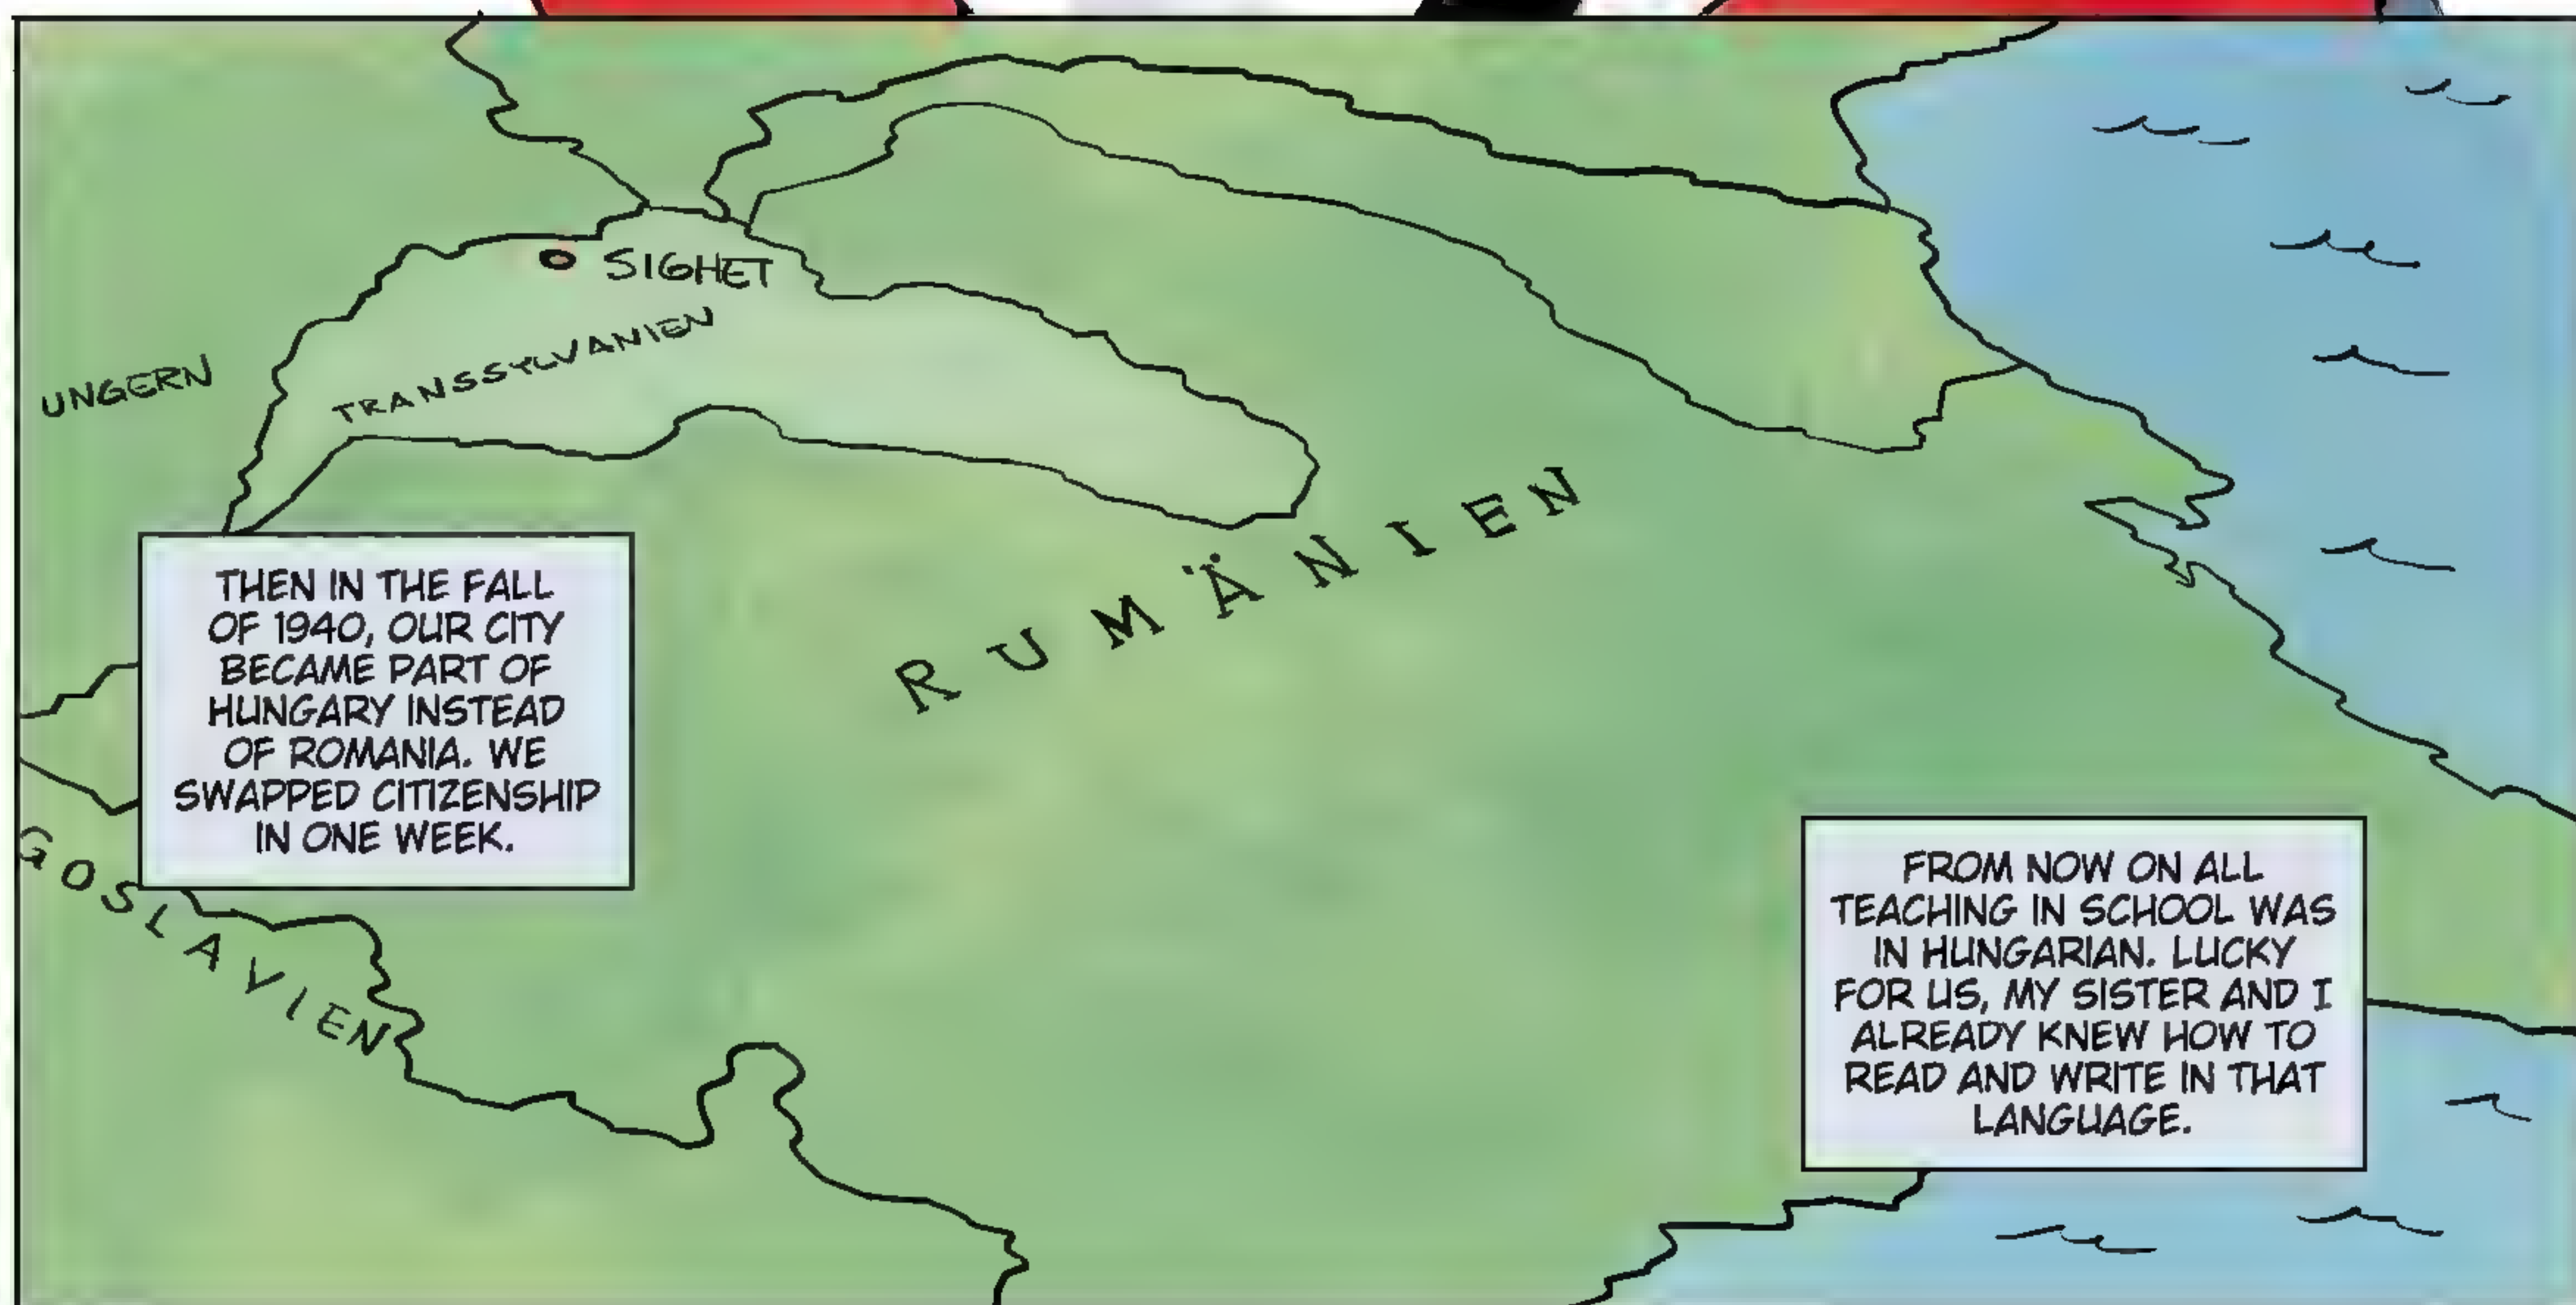 SIGHET
TRANSSYLVANIEN
UNGERN
RUMÄNIEN
THEN IN THE FALL
OF 1940, OUR CITY
BECAME PART OF
HUNGARY INSTEAD
OF ROMANIA. WE
SWAPPED CITIZENSHIP
IN ONE WEEK.
GOSLAVIEN
FROM NOW ON ALL
TEACHING IN SCHOOL WAS
IN HUNGARIAN. LUCKY
FOR US, MY SISTER AND I
ALREADY KNEW HOW TO
READ AND WRITE IN THAT
LANGUAGE.